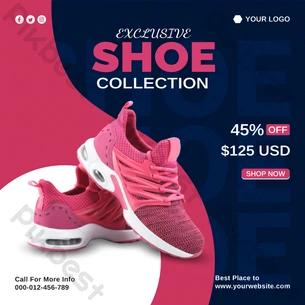 YOUR LOGO
EXCLUSIVE
SHOE
COLLECTION
45% OFF
$125 USD
SHOP NOW
Call For More Info
000-012-456-789
Best Place to
www.yourwebsite.com
pikbest